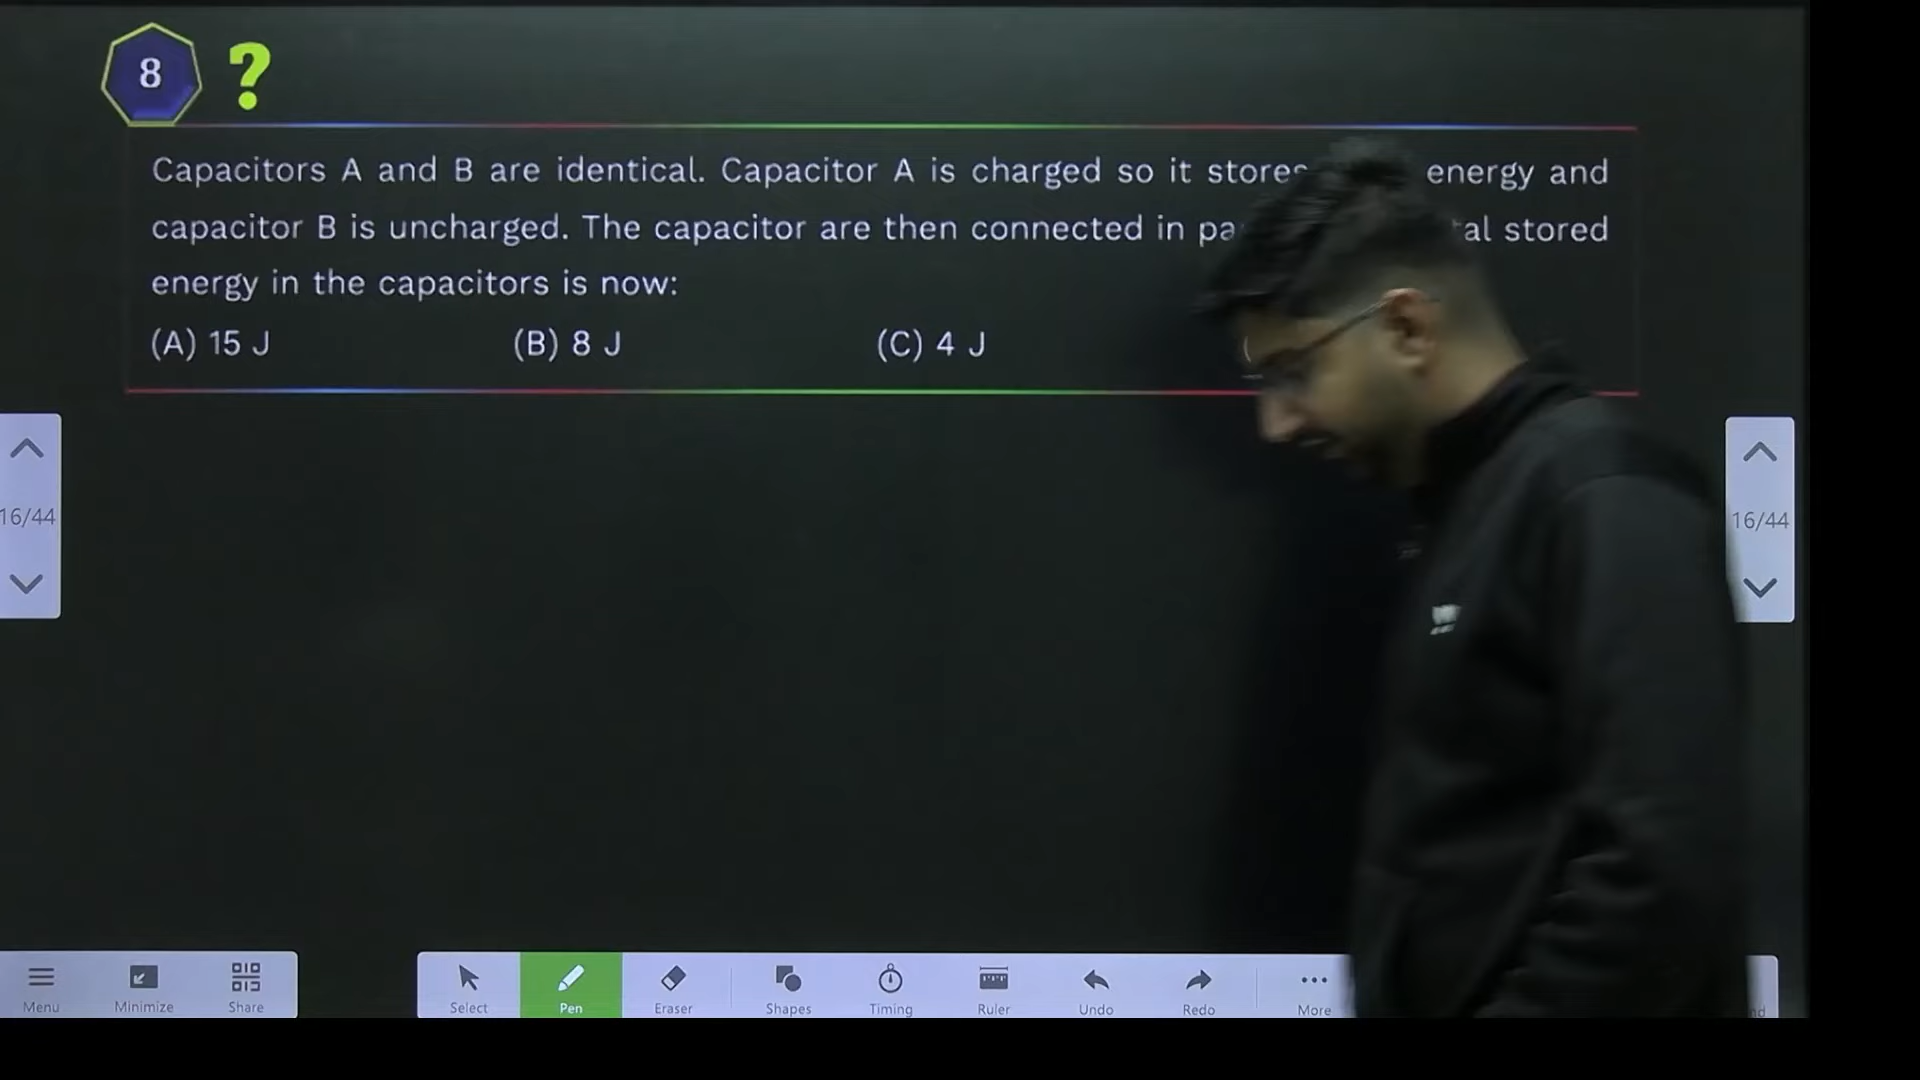 8 ?
Capacitors A and B are identical. Capacitor A is charged so it stores energy and
capacitor B is uncharged. The capacitor are then connected in stored
energy in the capacitors is now:
(A) 15 J (B) 8 J (C) 4 J
16/44 16/44
Menu Minimize Share Select Pen Eraser Shapes Timing Ruler Undo Redo More